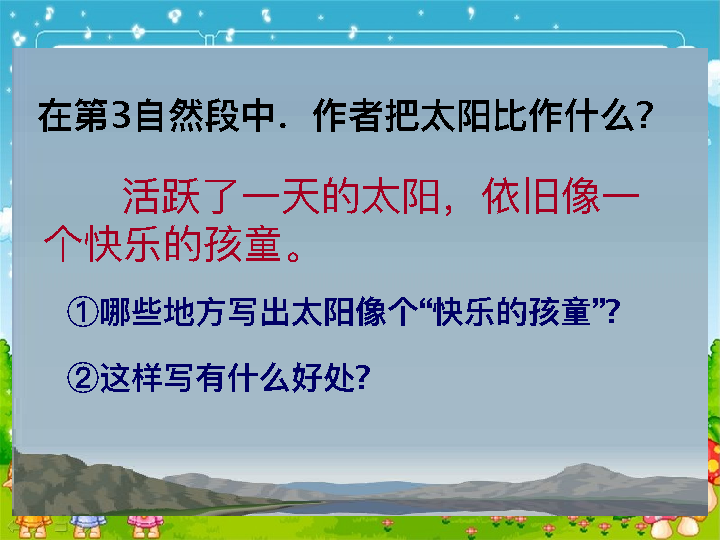 在第3自然段中．作者把太阳比作什么？
活跃了一天的太阳，依旧像一
个快乐的孩童。
①哪些地方写出太阳像个“快乐的孩童”？
②这样写有什么好处？